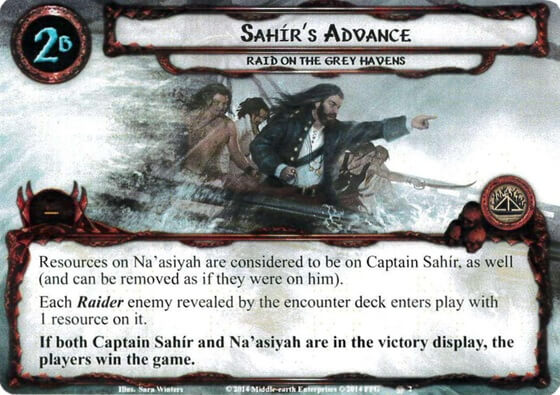 2B
SAHÍR'S ADVANCE
RAID ON THE GREY HAVENS
–
Resources on Na'asiyah are considered to be on Captain Sahír, as well
(and can be removed as if they were on him).
Each Raider enemy revealed by the encounter deck enters play with
1 resource on it.
If both Captain Sahír and Na'asiyah are in the victory display, the
players win the game.
Illus. Sara Winters © 2014 Middle-earth Enterprises © 2014 FFG 2